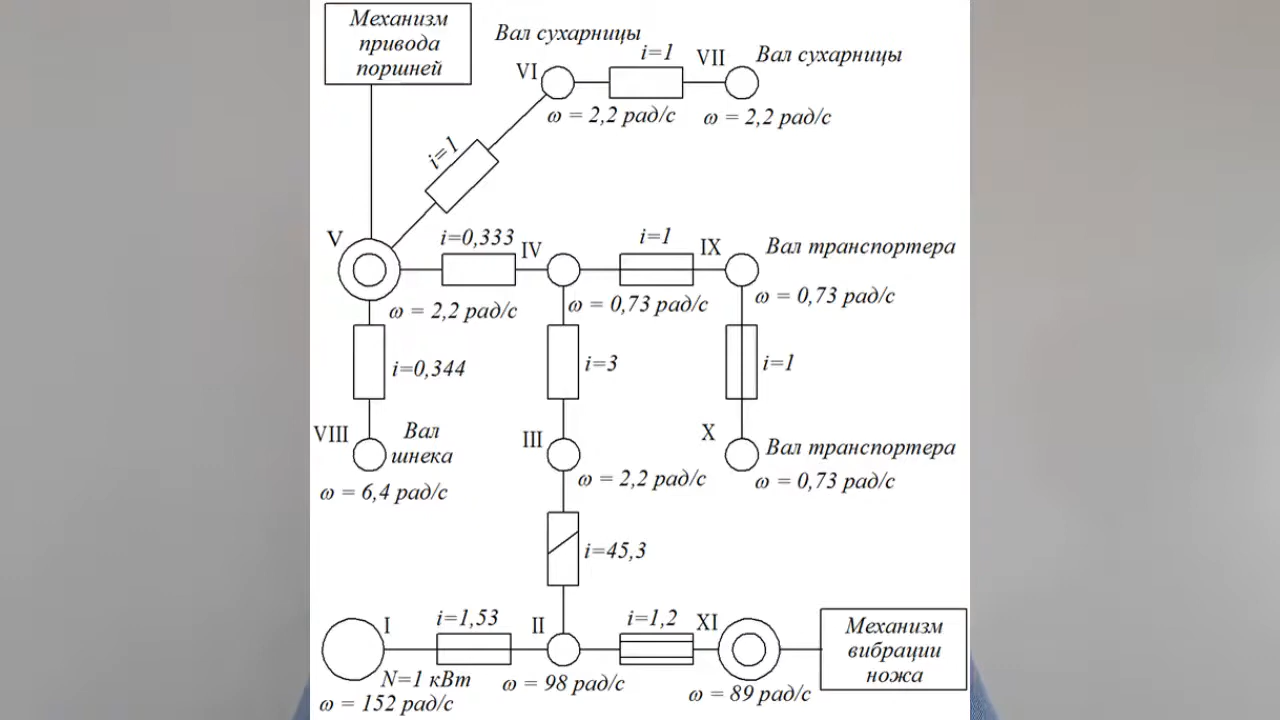 Механизм
привода
поршней
Вал сухарницы
i=1
VI
VII
Вал сухарницы
ω = 2,2 рад/с
ω = 2,2 рад/с
i=1
V
i=0,333
IV
i=1
IX
Вал транспортера
ω = 2,2 рад/с
ω = 0,73 рад/с
ω = 0,73 рад/с
i=0,344
i=3
i=1
VIII
Вал
шнека
III
X
Вал транспортера
ω = 6,4 рад/с
ω = 2,2 рад/с
ω = 0,73 рад/с
i=45,3
I
i=1,53
II
i=1,2
XI
Механизм
вибрации
ножа
N=1 кВт
ω = 152 рад/с
ω = 98 рад/с
ω = 89 рад/с